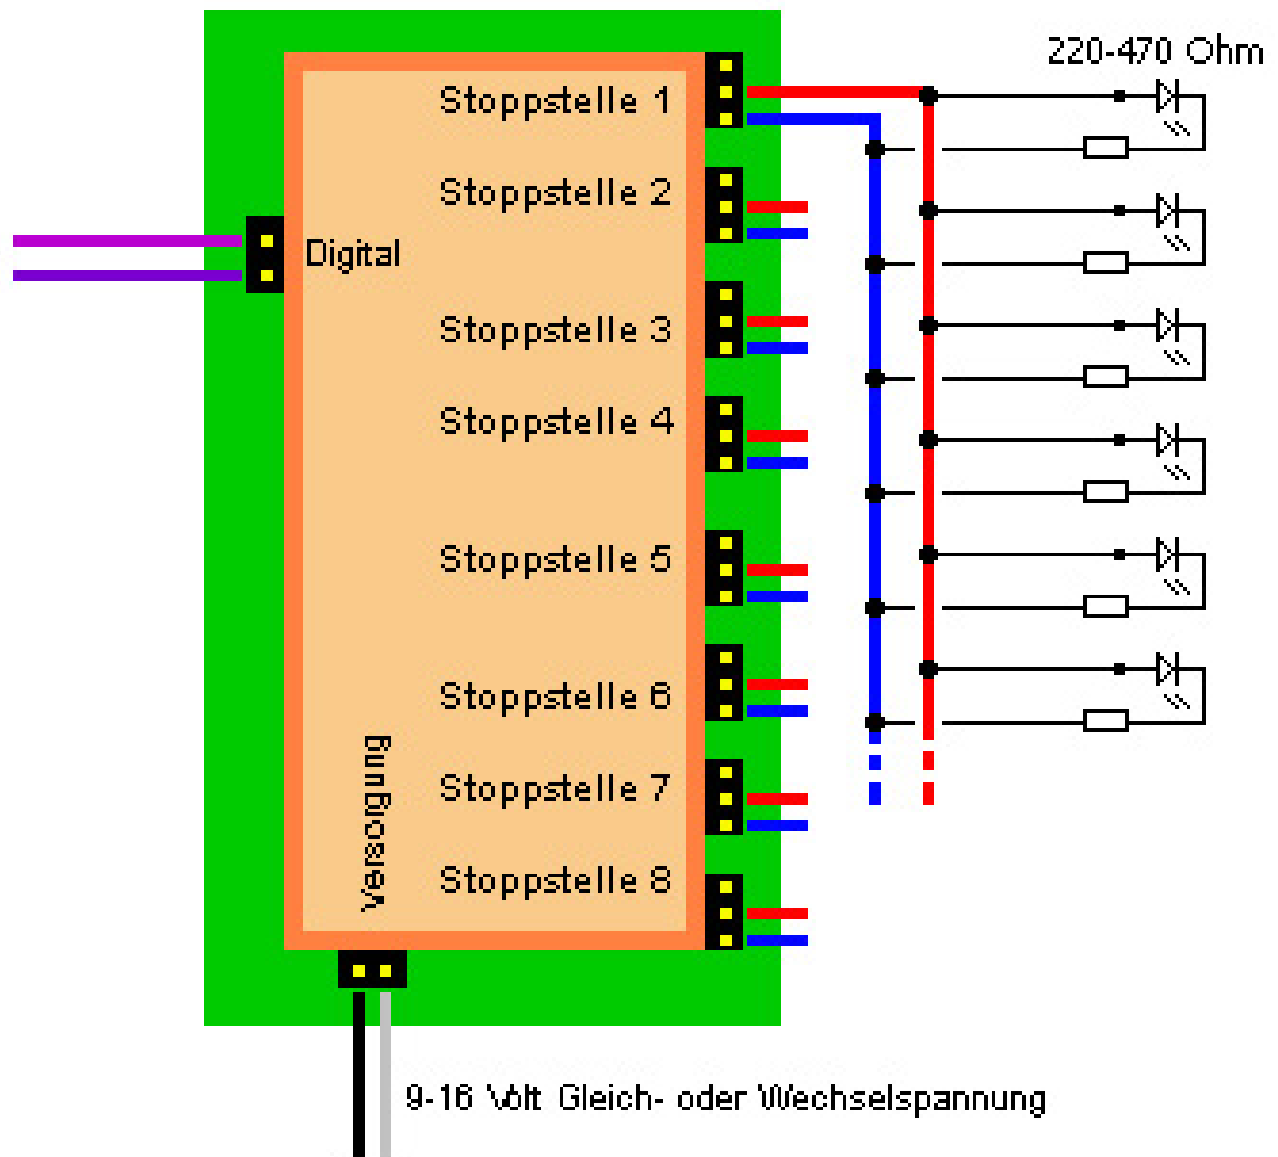 220-470 Ohm
Stoppstelle 1
Stoppstelle 2
Digital
Stoppstelle 3
Stoppstelle 4
Stoppstelle 5
Stoppstelle 6
Versorgung
Stoppstelle 7
Stoppstelle 8
9-16 Volt Gleich- oder Wechselspannung